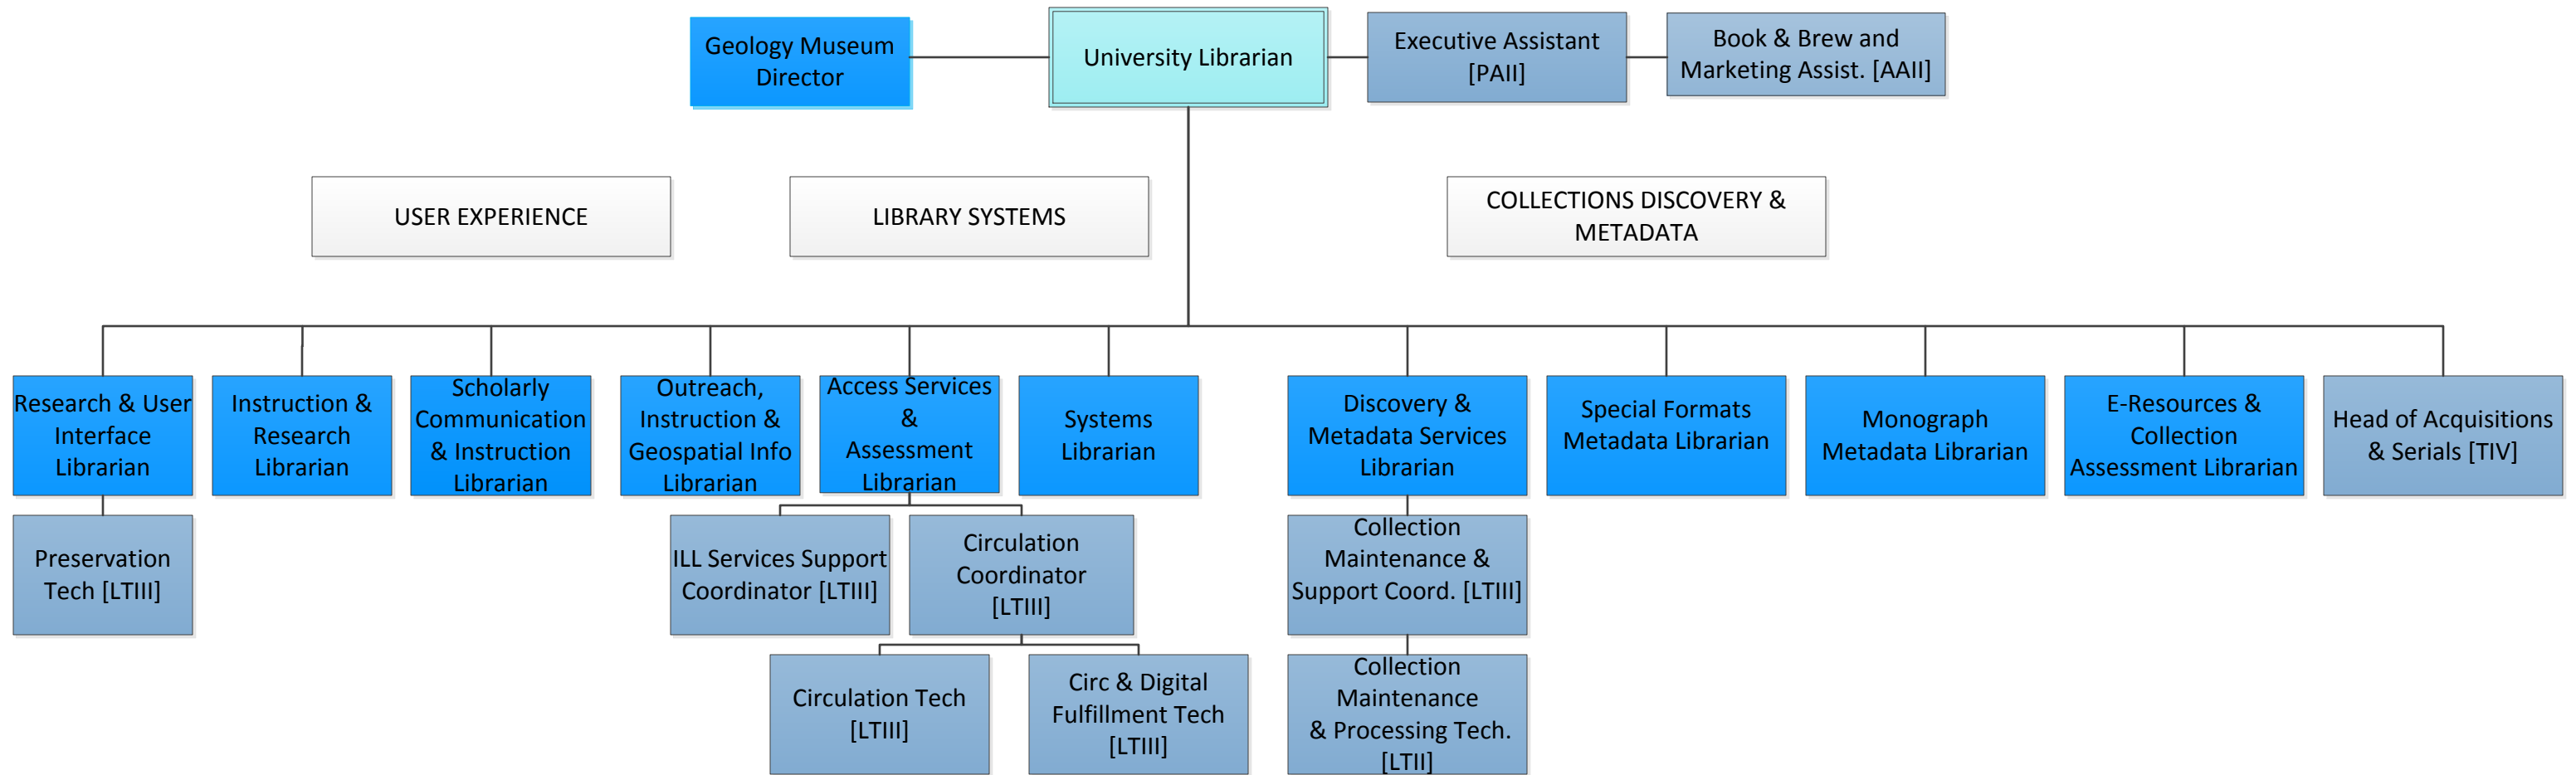 Geology Museum
Director
University Librarian
Executive Assistant
[PAII]
Book & Brew and
Marketing Assist. [AAII]
USER EXPERIENCE
LIBRARY SYSTEMS
COLLECTIONS DISCOVERY &
METADATA
Research & User
Interface
Librarian
Instruction &
Research
Librarian
Scholarly
Communication
& Instruction
Librarian
Outreach,
Instruction &
Geospatial Info
Librarian
Access Services
&
Assessment
Librarian
Systems
Librarian
Discovery &
Metadata Services
Librarian
Special Formats
Metadata Librarian
Monograph
Metadata Librarian
E-Resources &
Collection
Assessment Librarian
Head of Acquisitions
& Serials [TIV]
Preservation
Tech [LTIII]
ILL Services Support
Coordinator [LTIII]
Circulation
Coordinator
[LTIII]
Collection
Maintenance &
Support Coord. [LTIII]
Circulation Tech
[LTIII]
Circ & Digital
Fulfillment Tech
[LTIII]
Collection
Maintenance
& Processing Tech.
[LTII]